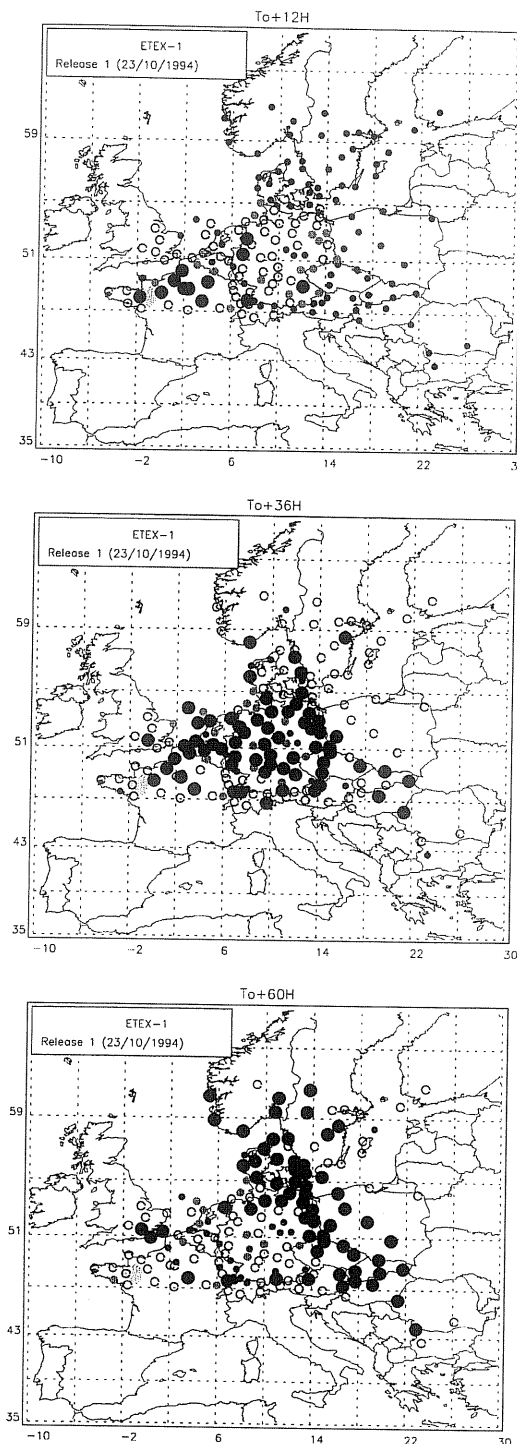 To+12H
ETEX-1
Release 1 (23/10/1994)
59
51
43
35
-10 -2 6 14 22 3
To+36H
ETEX-1
Release 1 (23/10/1994)
59
51
43
35
-10 -2 6 14 22 30
To+60H
ETEX-1
Release 1 (23/10/1994)
59
51
43
35
-10 -2 6 14 22 30